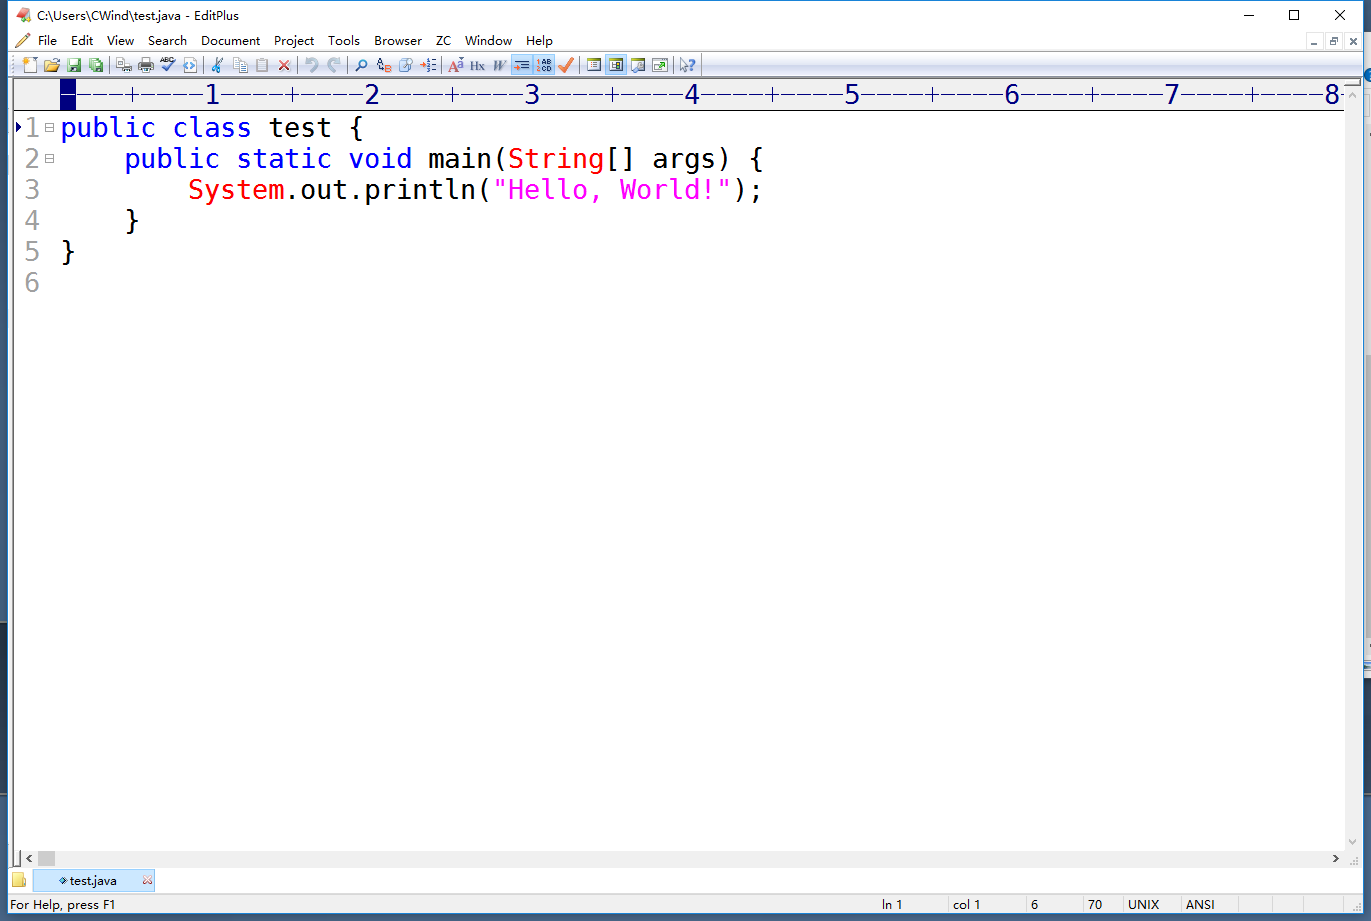 C:\Users\CWind\test.java - EditPlus
File Edit View Search Document Project Tools Browser ZC Window Help
----+----1----+----2----+----3----+----4----+----5----+----6----+----7----+----8
1 public class test {
2     public static void main(String[] args) {
3         System.out.println("Hello, World!");
4     }
5 }
6
test.java
For Help, press F1 ln 1 col 1 6 70 UNIX ANSI